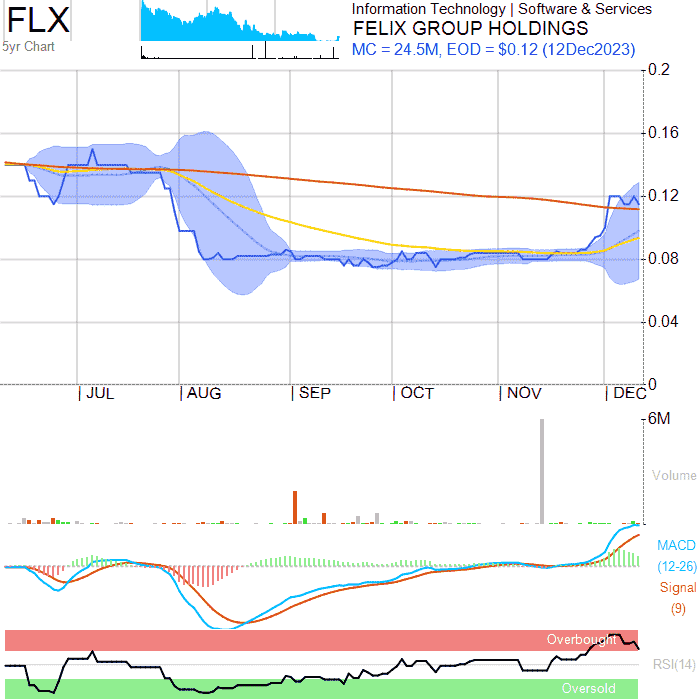 FLX
5yr Chart
Information Technology | Software & Services
FELIX GROUP HOLDINGS
MC = 24.5M, EOD = $0.12 (12Dec2023)
0.2
0.16
0.12
0.08
0.04
0
| JUL | AUG | SEP | OCT | NOV | DEC
6M
Volume
MACD
(12-26)
Signal
(9)
Overbought
RSI(14)
Oversold